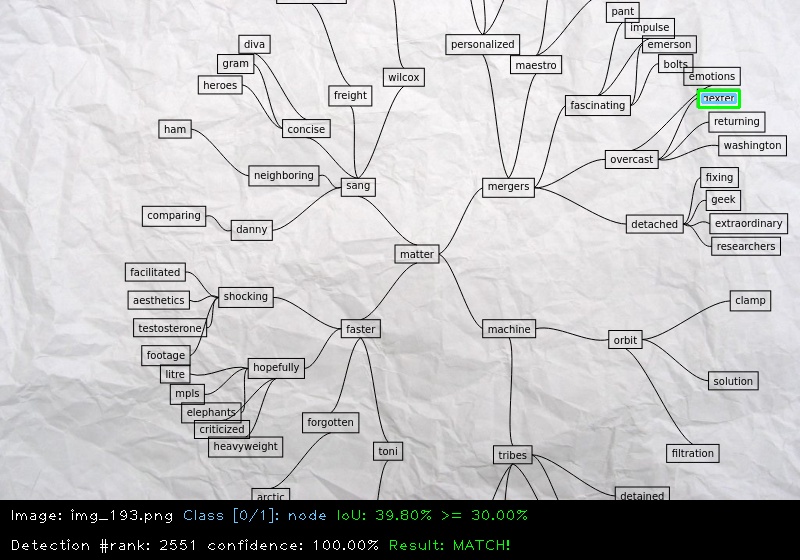 pant
impulse
diva
personalized
emerson
gram
maestro
bolts
wilcox
emotions
heroes
freight
fascinating
dexter
returning
ham
concise
washington
overcast
neighboring
sang
mergers
fixing
geek
comparing
danny
detached
extraordinary
researchers
matter
facilitated
aesthetics
shocking
clamp
testosterone
faster
machine
orbit
footage
hopefully
litre
solution
mpls
elephants
forgotten
criticized
heavyweight
toni
tribes
filtration
arctic
detained
Image: img_193.png Class [0/1]: node IoU: 39.80% >= 30.00%
Detection #rank: 2551 confidence: 100.00% Result: MATCH!